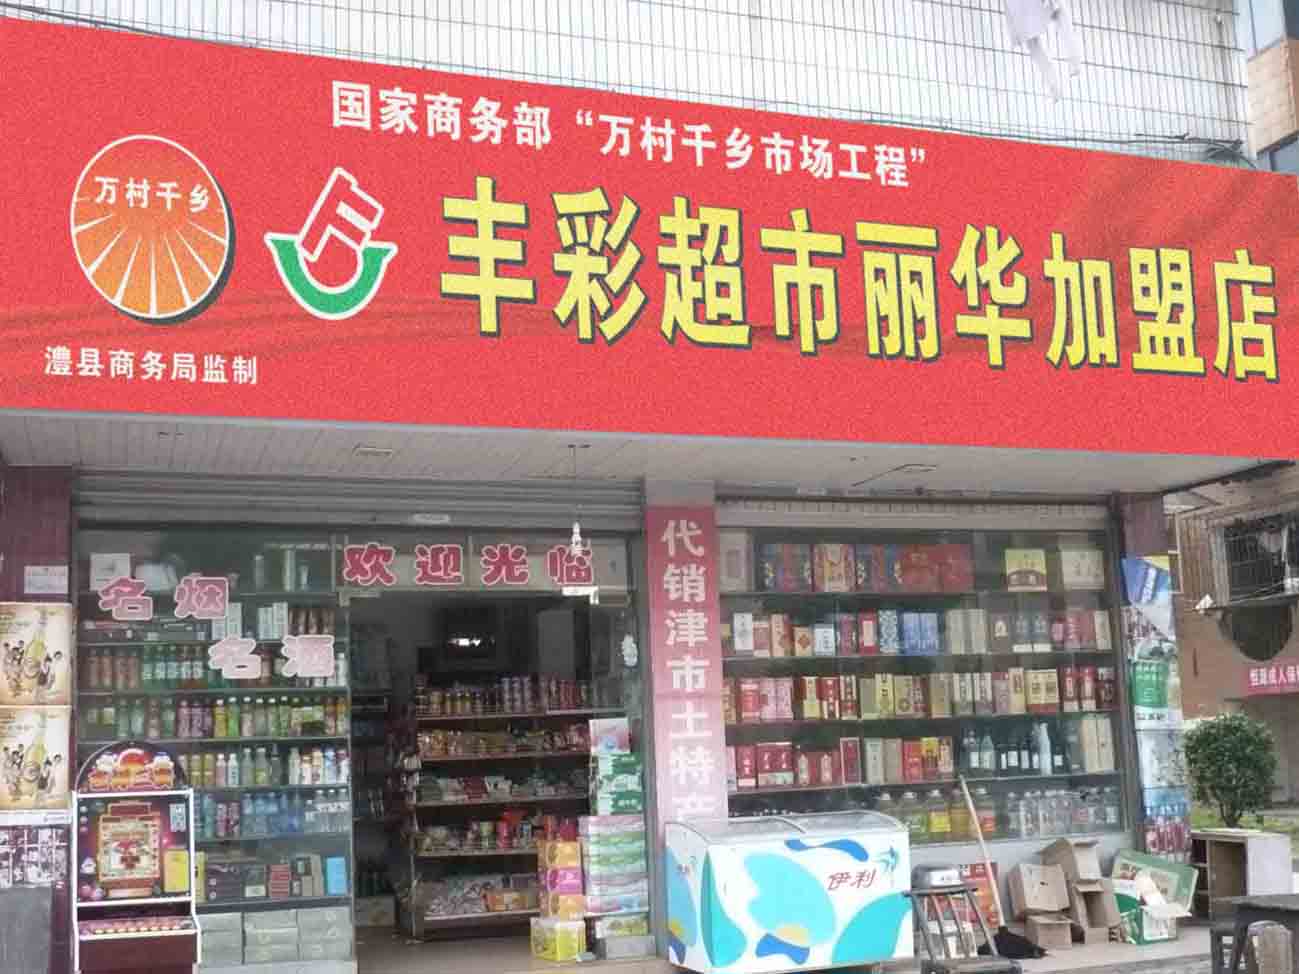 国家商务部“万村千乡市场工程”
万村千乡
丰彩超市丽华加盟店
澧县商务局监制
欢迎光临
名烟
名酒
代销津市土特产
伊利